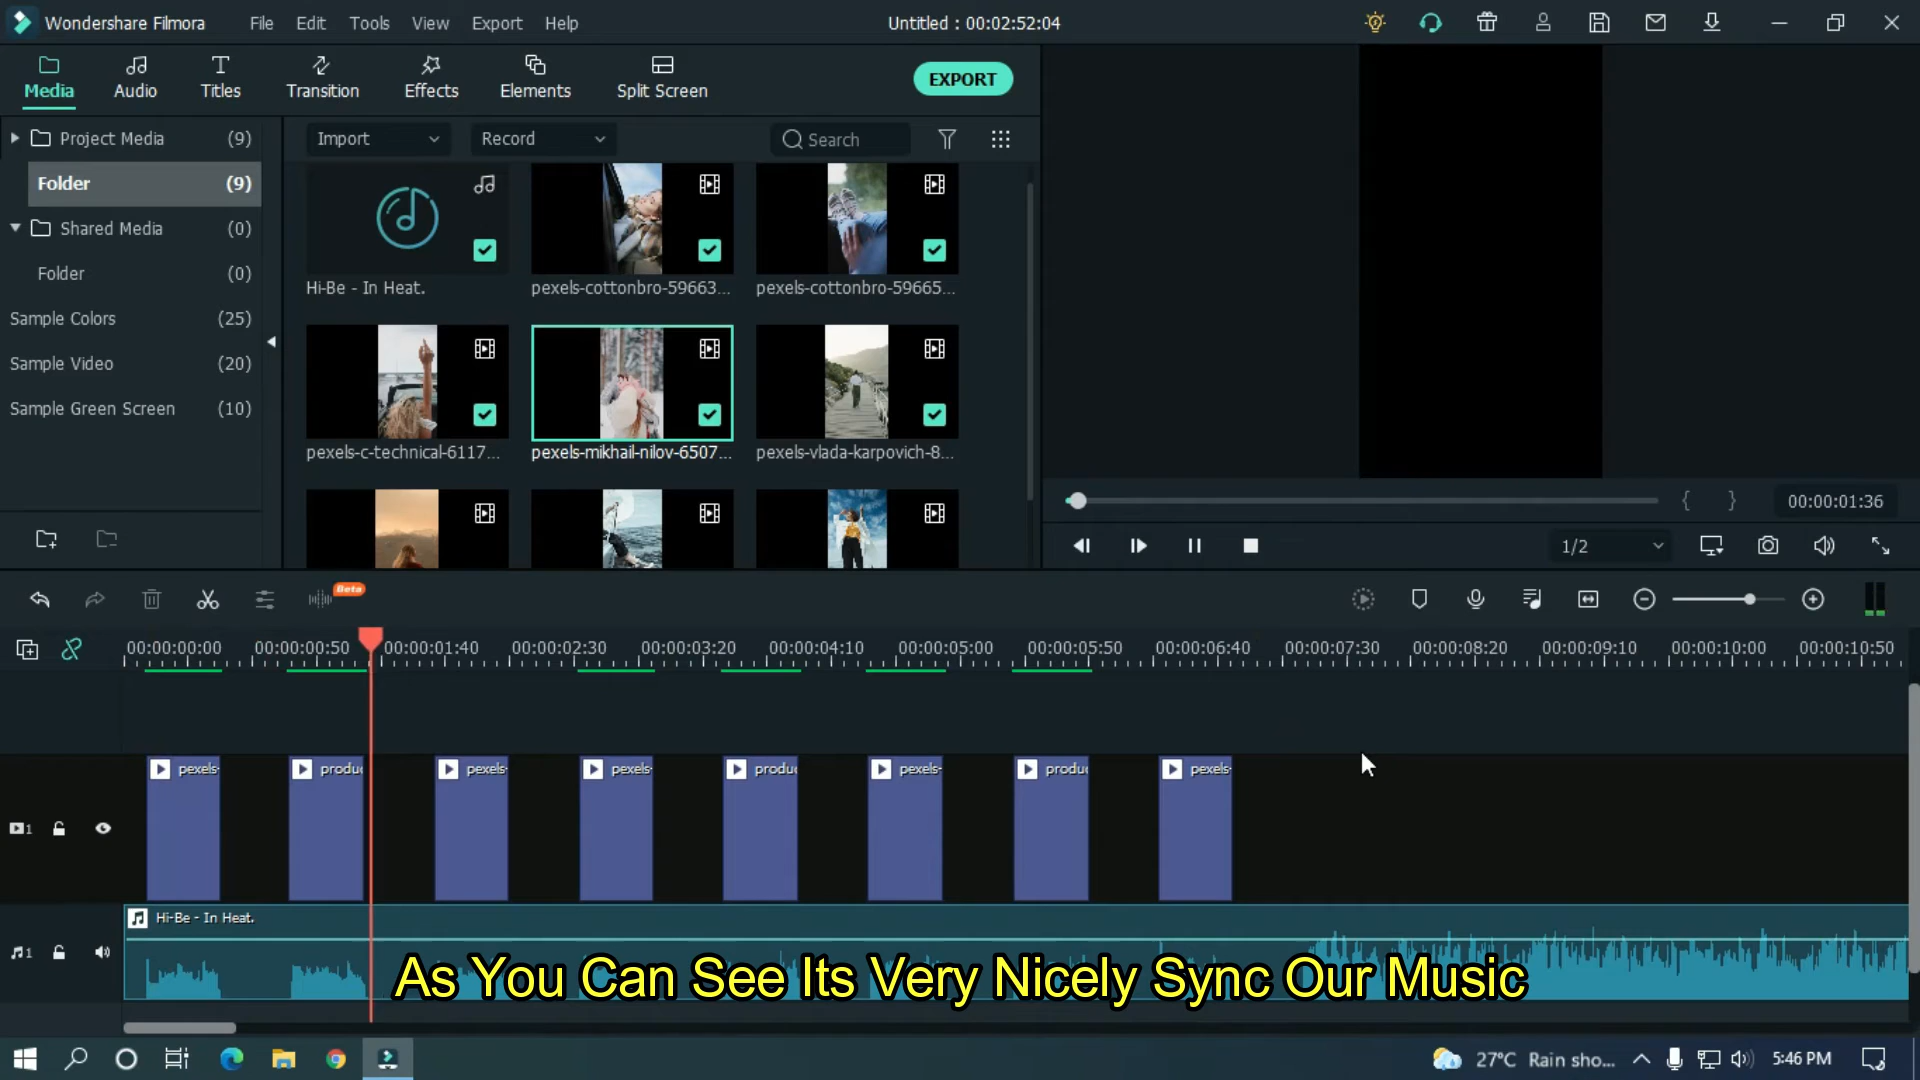 Wondershare Filmora
File
Edit
Tools
View
Export
Help
Untitled : 00:02:52:04
Media
Audio
Titles
Transition
Effects
Elements
Split Screen
EXPORT
Project Media (9)
Folder (9)
Shared Media (0)
Folder (0)
Sample Colors (25)
Sample Video (20)
Sample Green Screen (10)
Import
Record
Search
Hi-Be - In Heat.
pexels-cottonbro-59663...
pexels-cottonbro-59665...
pexels-c-technical-6117...
pexels-mikhail-nilov-6507...
pexels-vlada-karpovich-8...
{ }
00:00:01:36
1/2
Beta
00:00:00:00
00:00:00:50
00:00:01:40
00:00:02:30
00:00:03:20
00:00:04:10
00:00:05:00
00:00:05:50
00:00:06:40
00:00:07:30
00:00:08:20
00:00:09:10
00:00:10:00
00:00:10:50
pexels-
produ
pexels-
pexels-
produ
pexels-
produ
pexels-
1
Hi-Be - In Heat.
1
As You Can See Its Very Nicely Sync Our Music
27°C Rain sho...
5:46 PM